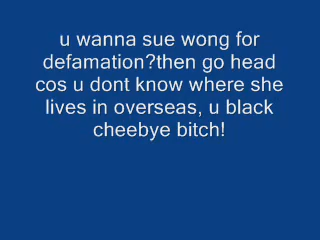 u wanna sue wong for
defamation?then go head
cos u dont know where she
lives in overseas, u black
cheebye bitch!